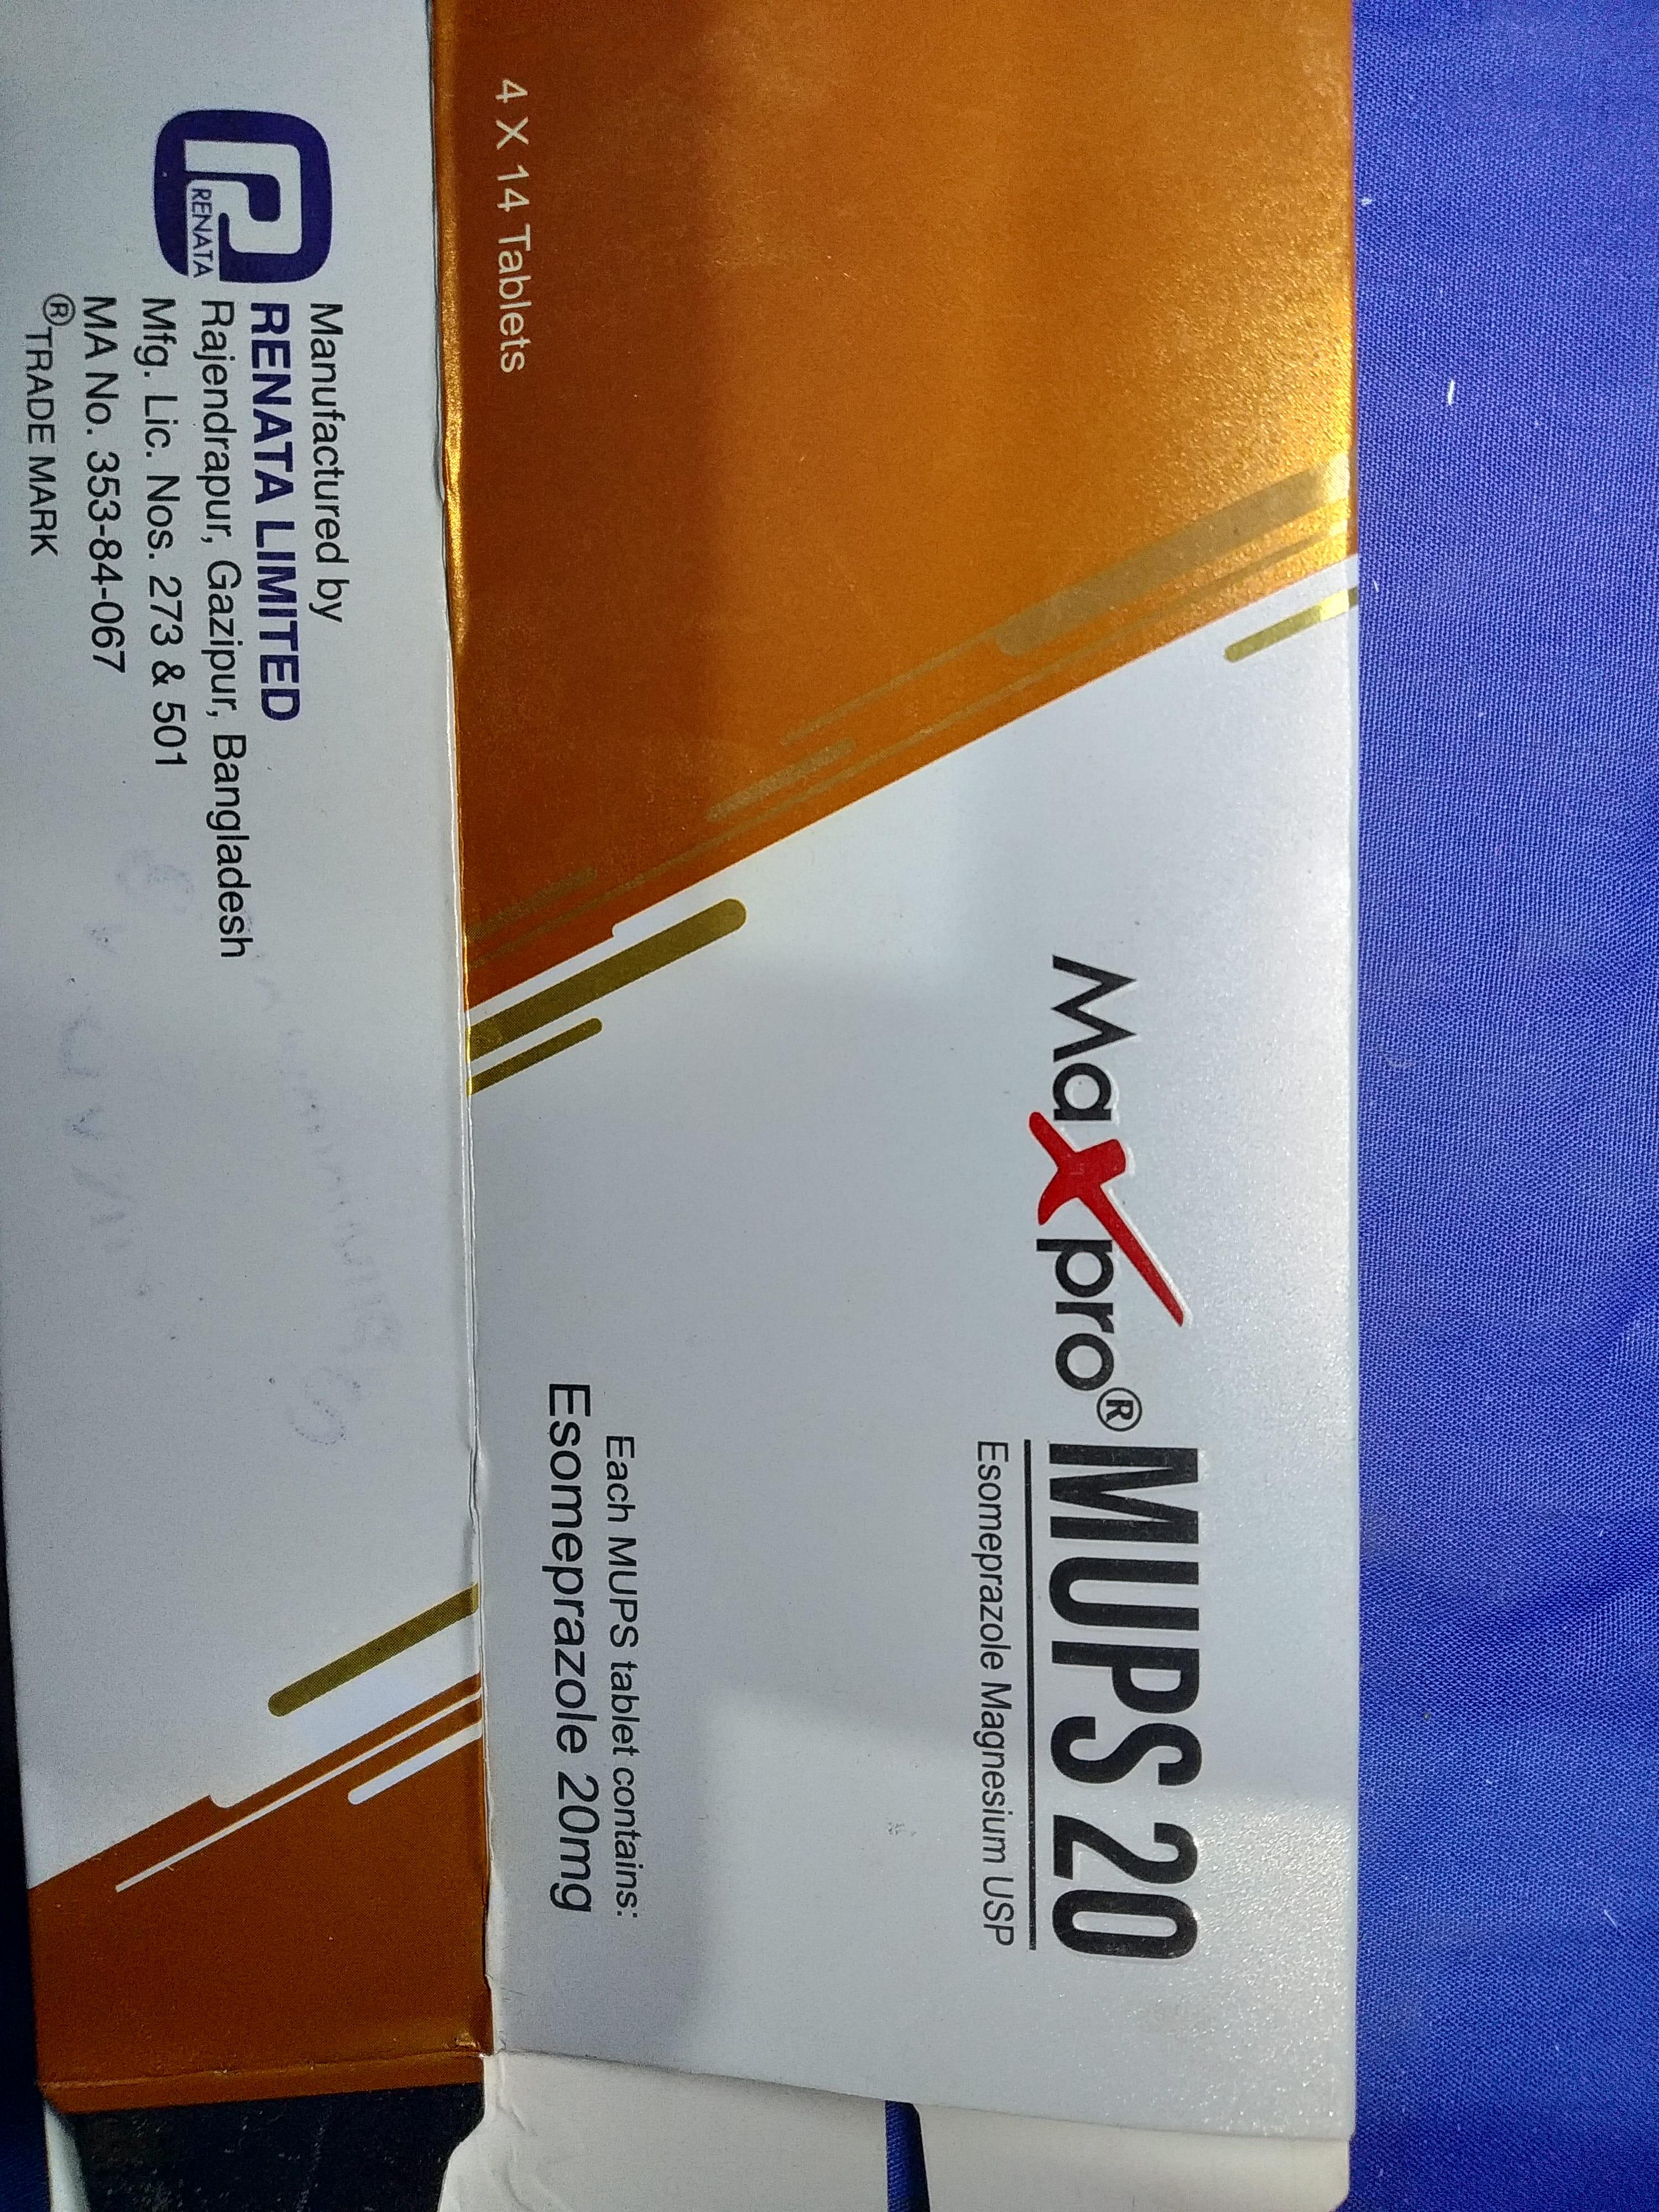 Maxpro® MUPS 20
Esomeprazole Magnesium USP
Each MUPS tablet contains:
Esomeprazole 20mg
4 X 14 Tablets
RENATA
Manufactured by
RENATA LIMITED
Rajendrapur, Gazipur, Bangladesh
Mfg. Lic. Nos. 273 & 501
MA No. 353-84-067
®TRADE MARK